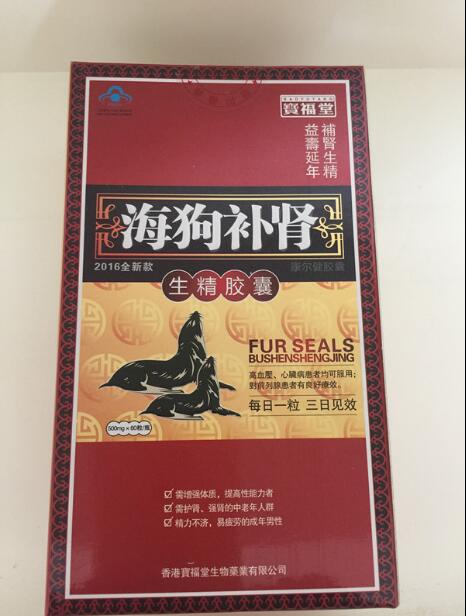 BAOFUTANG
寶福堂
補腎生精
益壽延年
海狗补肾
2016全新款
康尔健胶囊
生精胶囊
FUR SEALS
BUSHENSHENGJING
高血壓、心臟病患者均可服用;
對前列腺患者有良好療效。
每日一粒 三日见效
500mg×60粒/瓶
需增强体质，提高性能力者
需护肾、强肾的中老年人群
精力不济，易疲劳的成年男性
香港寶福堂生物藥業有限公司